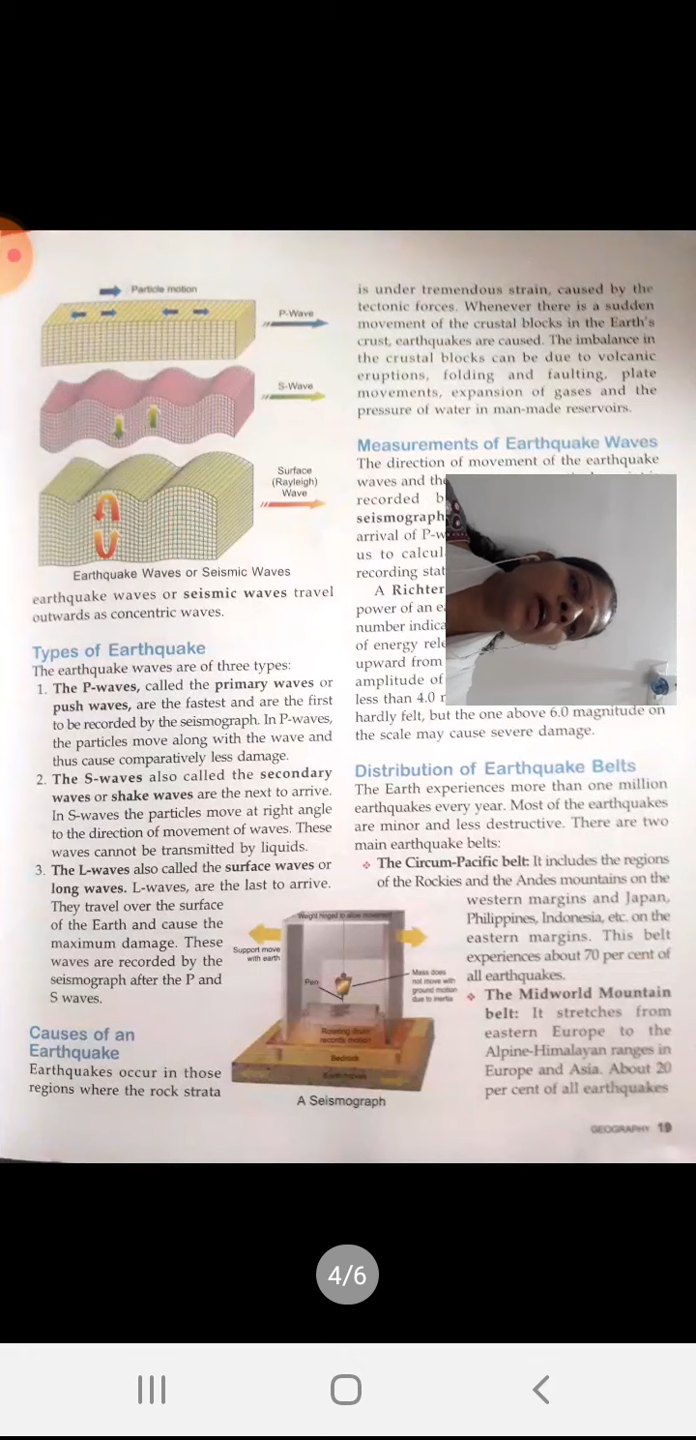 Particle motion
P-Wave
S-Wave
Surface
(Rayleigh)
Wave
Earthquake Waves or Seismic Waves
earthquake waves or seismic waves travel
outwards as concentric waves.
Types of Earthquake
The earthquake waves are of three types:
1. The P-waves, called the primary waves or
push waves, are the fastest and are the first
to be recorded by the seismograph. In P-waves,
the particles move along with the wave and
thus cause comparatively less damage.
2. The S-waves also called the secondary
waves or shake waves are the next to arrive.
In S-waves the particles move at right angle
to the direction of movement of waves. These
waves cannot be transmitted by liquids.
3. The L-waves also called the surface waves or
long waves. L-waves, are the last to arrive.
They travel over the surface
of the Earth and cause the
maximum damage. These
waves are recorded by the
seismograph after the P and
S waves.
Causes of an
Earthquake
Earthquakes occur in those
regions where the rock strata
Weight hinged to allow movement
Support move
with earth
Pen
Mass does
not move with
ground motion
due to inertia
Rotating drum
records motion
Bedrock
Earth moves
A Seismograph
is under tremendous strain, caused by the
tectonic forces. Whenever there is a sudden
movement of the crustal blocks in the Earth's
crust, earthquakes are caused. The imbalance in
the crustal blocks can be due to volcanic
eruptions, folding and faulting, plate
movements, expansion of gases and the
pressure of water in man-made reservoirs.
Measurements of Earthquake Waves
The direction of movement of the earthquake
waves and the
recorded b
seismograph
arrival of P-w
us to calcul
recording stat
A Richter
power of an ea
number indica
of energy rele
upward from
amplitude of
less than 4.0
hardly felt, but the one above 6.0 magnitude on
the scale may cause severe damage.
Distribution of Earthquake Belts
The Earth experiences more than one million
earthquakes every year. Most of the earthquakes
are minor and less destructive. There are two
main earthquake belts:
❖ The Circum-Pacific belt: It includes the regions
of the Rockies and the Andes mountains on the
western margins and Japan,
Philippines, Indonesia, etc. on the
eastern margins. This belt
experiences about 70 per cent of
all earthquakes.
❖ The Midworld Mountain
belt: It stretches from
eastern Europe to the
Alpine-Himalayan ranges in
Europe and Asia. About 20
per cent of all earthquakes
GEOGRAPHY 19
4/6